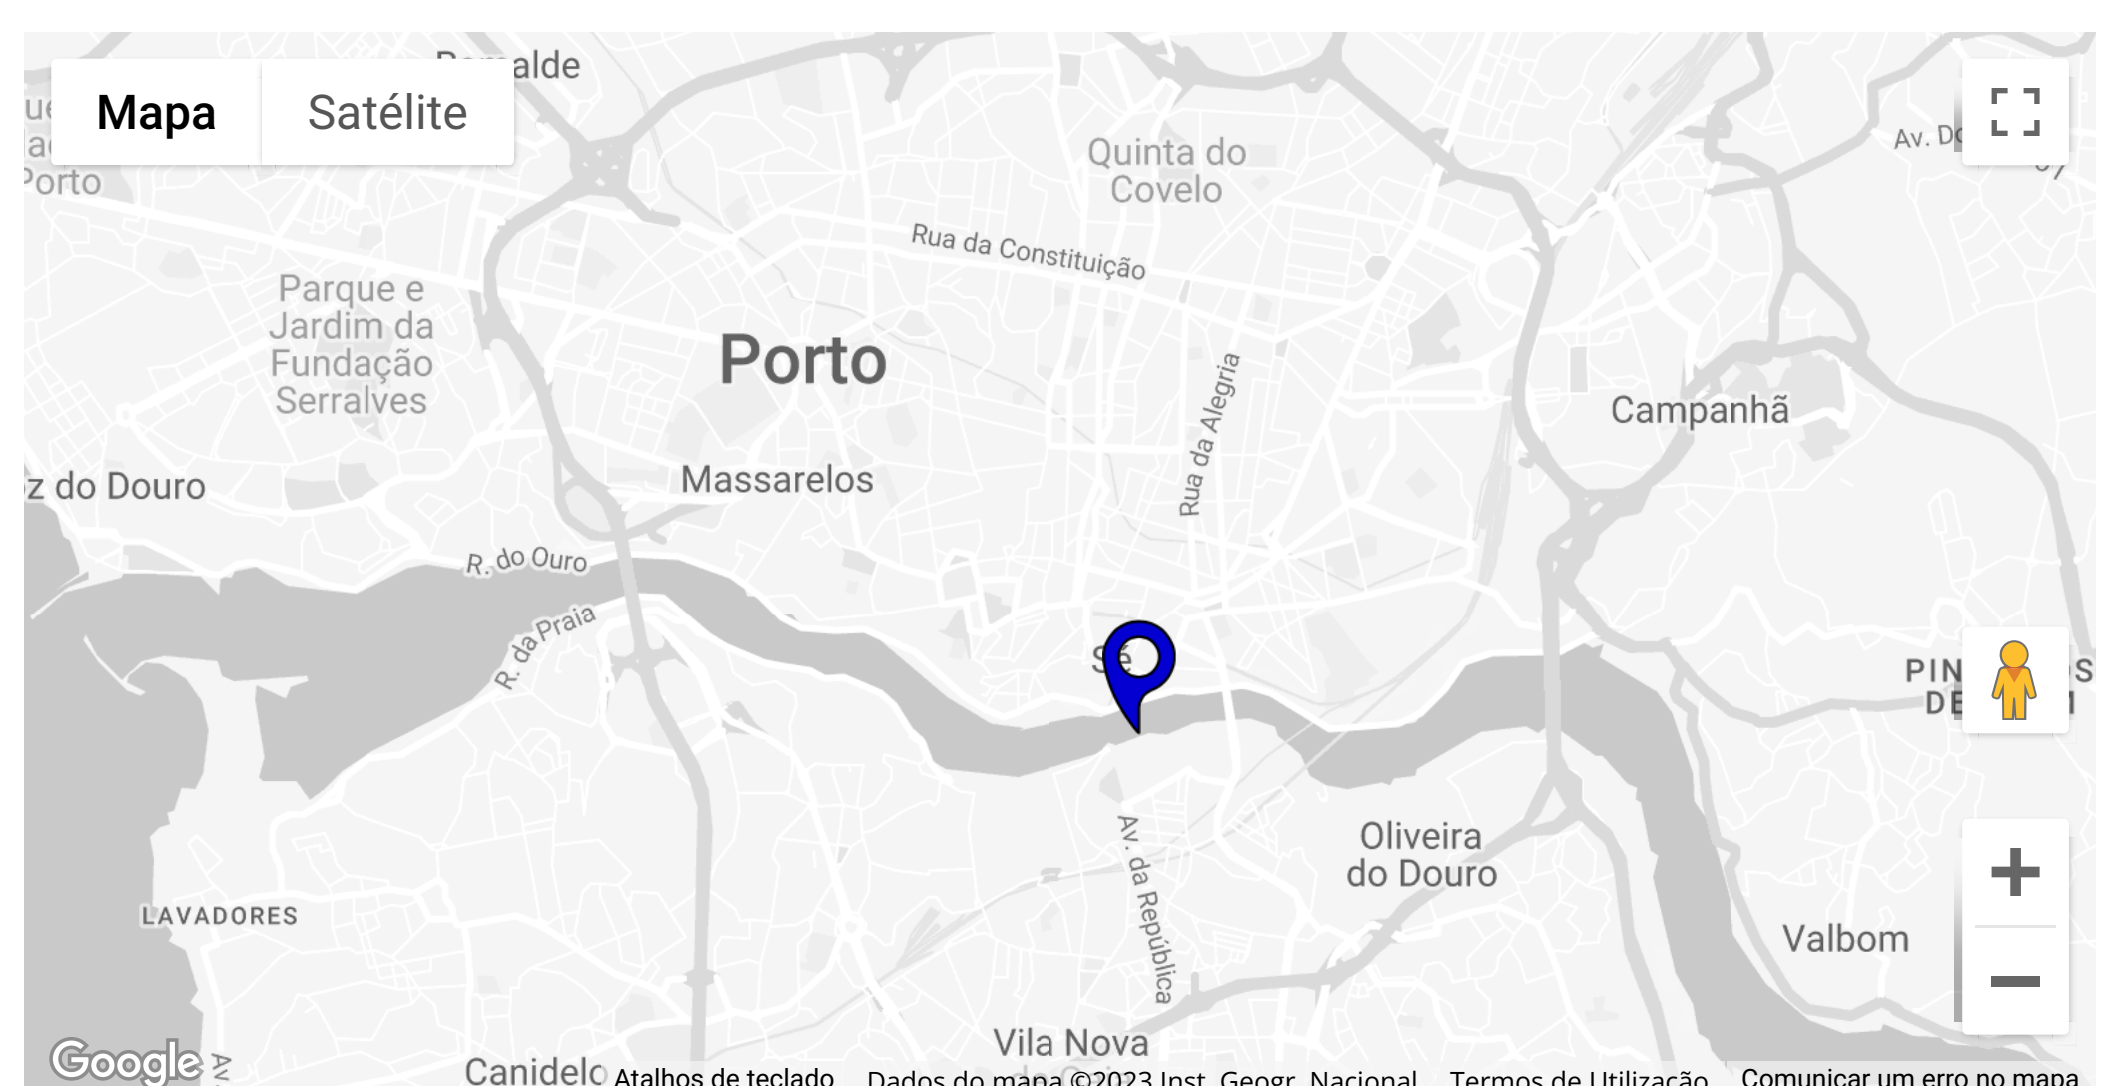 Mapa
Satélite
Porto
Quinta do
Covelo
Rua da Constituição
Parque e
Jardim da
Fundação
Serralves
Porto
Rua da Alegria
Campanhã
Massarelos
z do Douro
R. do Ouro
R. da Praia
Sé
Oliveira
do Douro
Av. da República
LAVADORES
Valbom
Vila Nova
Canidelo
Google
Atalhos de teclado
Dados do mapa ©2023 Inst. Geogr. Nacional
Termos de Utilização
Comunicar um erro no mapa